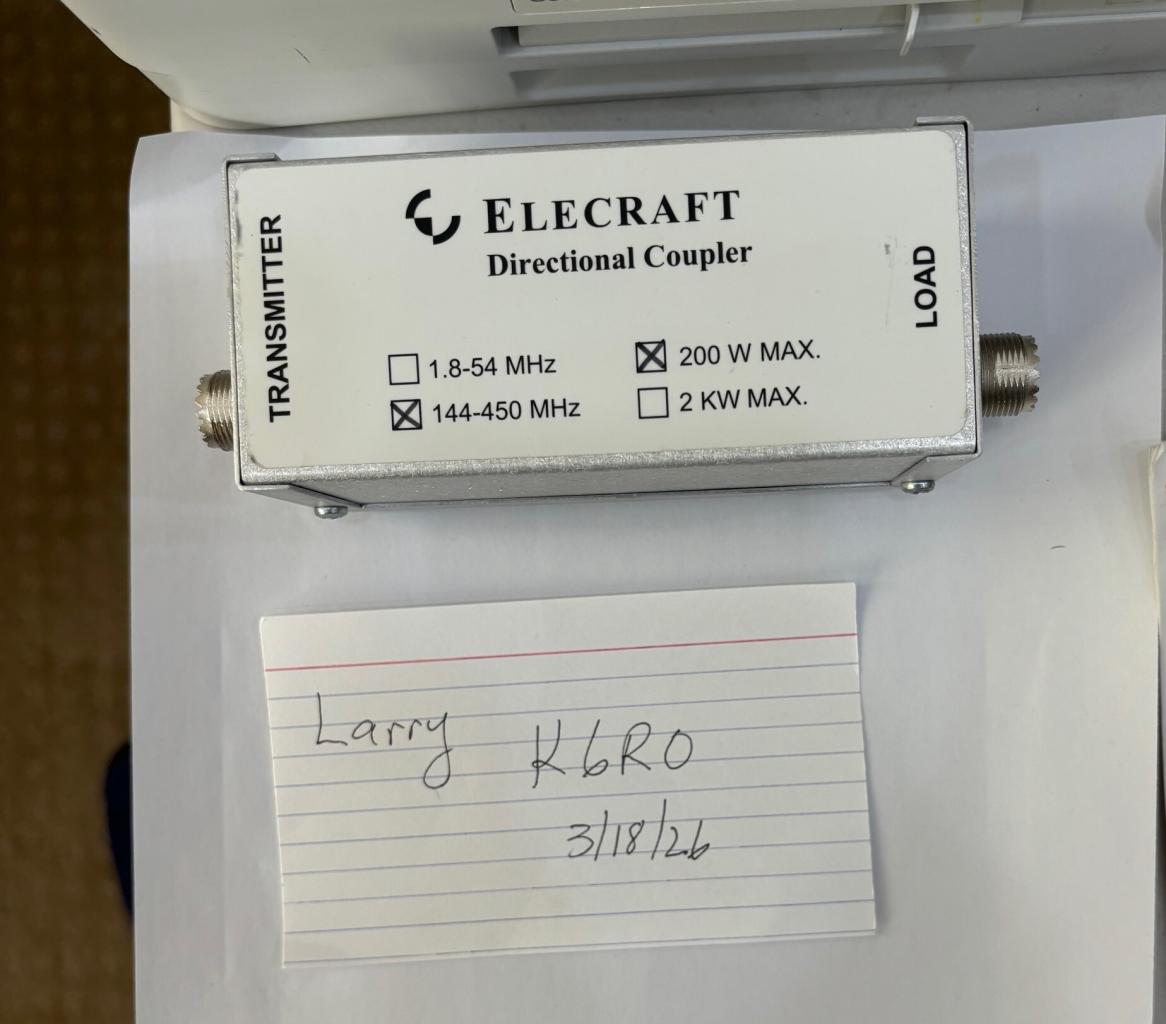 ELECRAFT
Directional Coupler
TRANSMITTER
LOAD
1.8-54 MHz
200 W MAX.
144-450 MHz
2 KW MAX.
Larry K6RO
3/18/26